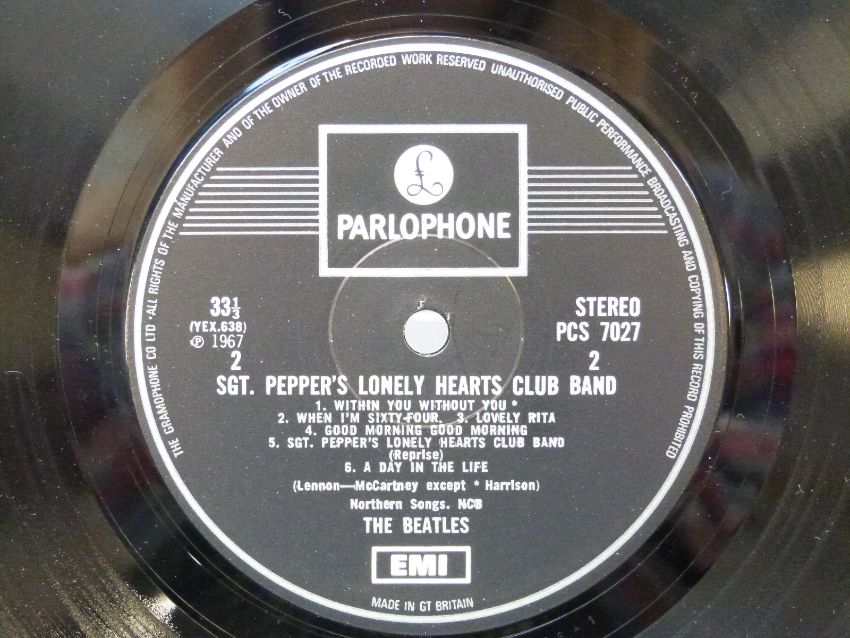 THE GRAMOPHONE CO LTD · ALL RIGHTS OF THE MANUFACTURER AND OF THE OWNER OF THE RECORDED WORK RESERVED UNAUTHORISED PUBLIC PERFORMANCE BROADCASTING AND COPYING OF THIS RECORD PROHIBITED
£
PARLOPHONE
33⅓
(YEX.638)
℗ 1967
2
STEREO
PCS 7027
2
SGT. PEPPER'S LONELY HEARTS CLUB BAND
1. WITHIN YOU WITHOUT YOU *
2. WHEN I'M SIXTY-FOUR. 3. LOVELY RITA
4. GOOD MORNING GOOD MORNING
5. SGT. PEPPER'S LONELY HEARTS CLUB BAND
(Reprise)
6. A DAY IN THE LIFE
(Lennon—McCartney except * Harrison)
Northern Songs. NCB
THE BEATLES
EMI
MADE IN GT BRITAIN